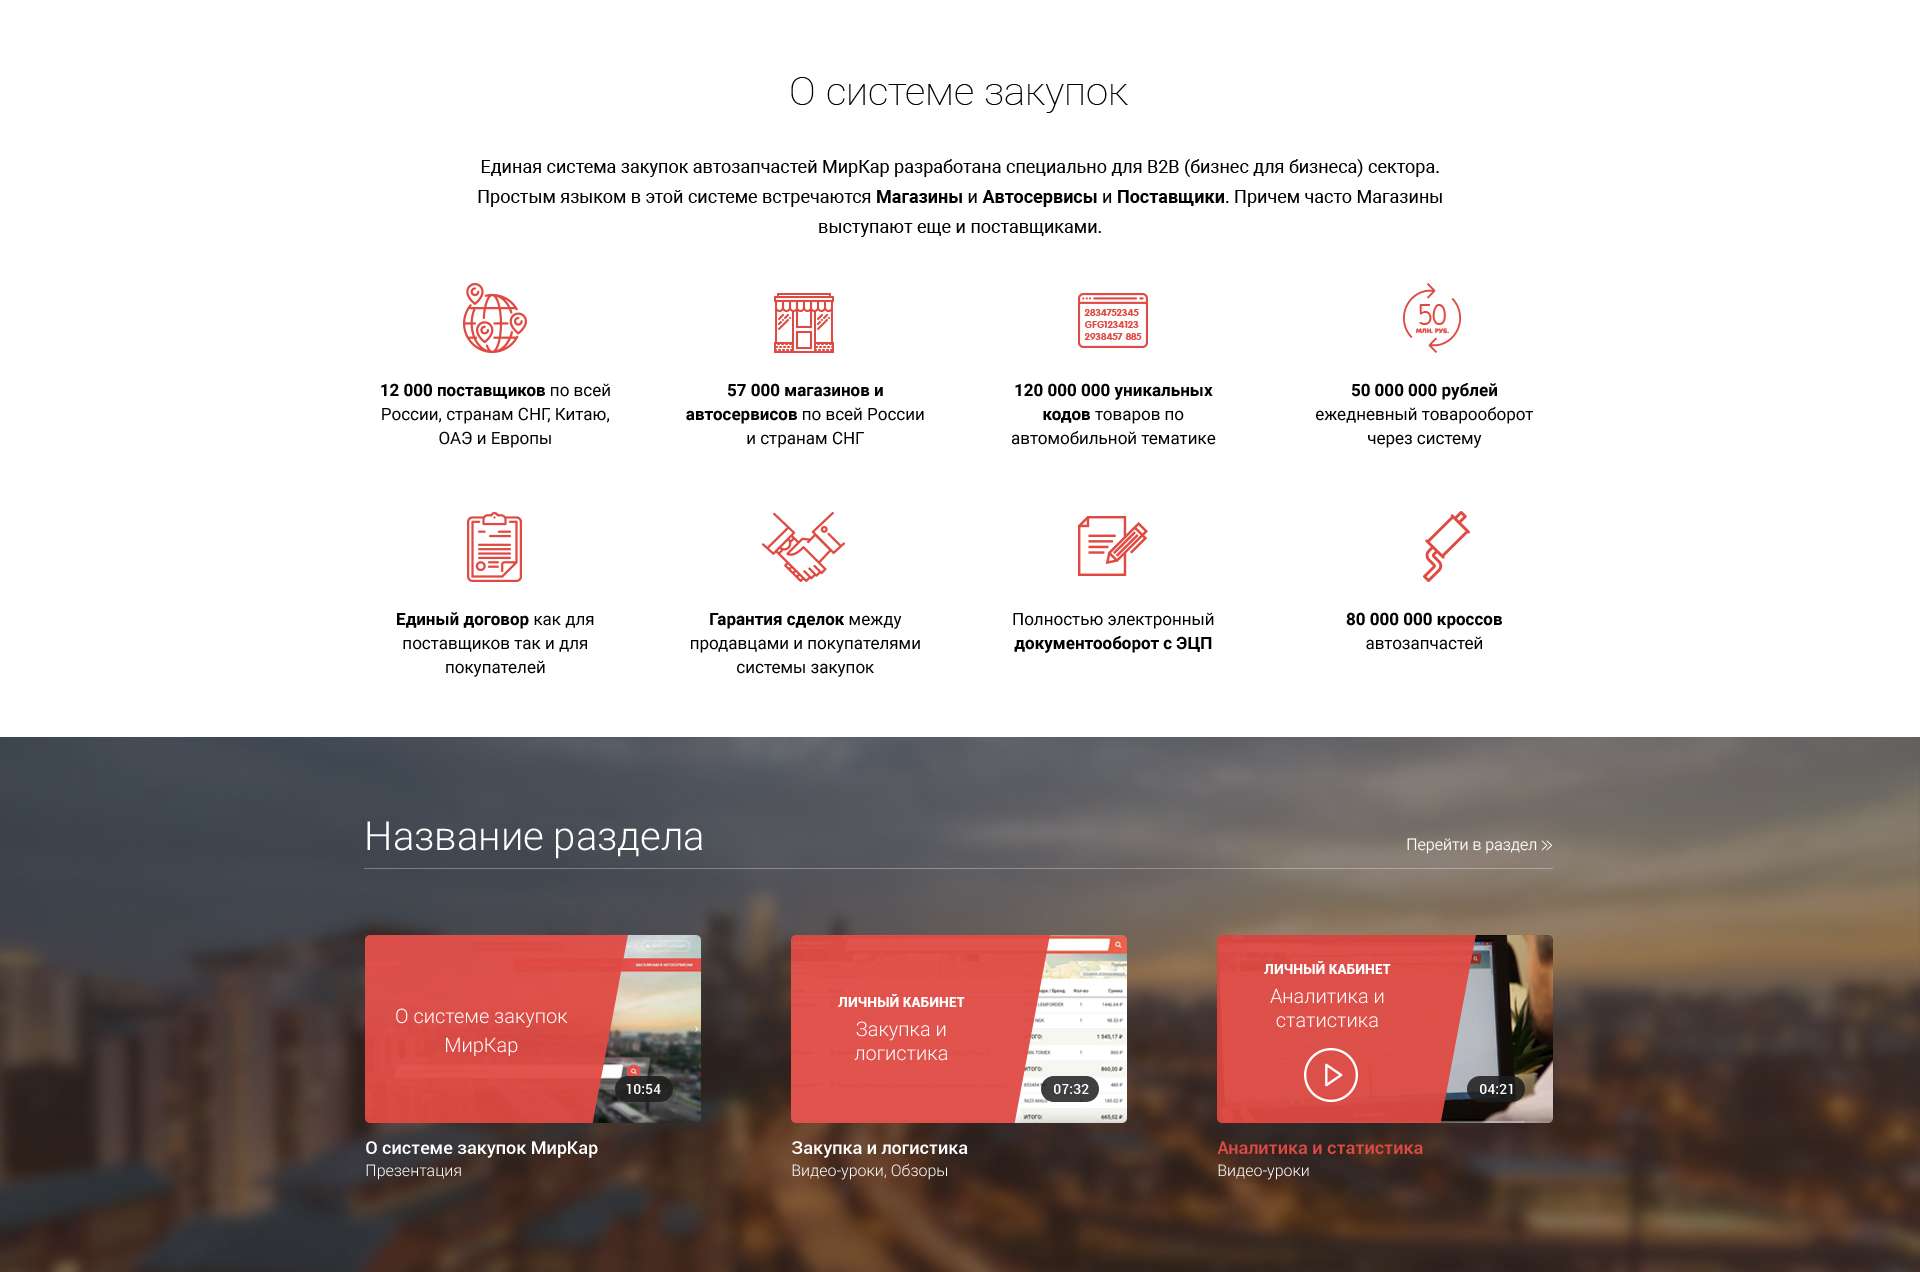 О системе закупок
Единая система закупок автозапчастей МирКар разработана специально для B2B (бизнес для бизнеса) сектора.
Простым языком в этой системе встречаются Магазины и Автосервисы и Поставщики. Причем часто Магазины
выступают еще и поставщиками.
2834752345
GFG1234123
2938457 885
50
МЛН. РУБ.
12 000 поставщиков по всей
России, странам СНГ, Китаю,
ОАЭ и Европы
57 000 магазинов и
автосервисов по всей России
и странам СНГ
120 000 000 уникальных
кодов товаров по
автомобильной тематике
50 000 000 рублей
ежедневный товарооборот
через систему
Единый договор как для
поставщиков так и для
покупателей
Гарантия сделок между
продавцами и покупателями
системы закупок
Полностью электронный
документооборот с ЭЦП
80 000 000 кроссов
автозапчастей
Название раздела
Перейти в раздел
О системе закупок
МирКар
10:54
О системе закупок МирКар
Презентация
ЛИЧНЫЙ КАБИНЕТ
Закупка и
логистика
07:32
Закупка и логистика
Видео-уроки, Обзоры
ЛИЧНЫЙ КАБИНЕТ
Аналитика и
статистика
04:21
Аналитика и статистика
Видео-уроки